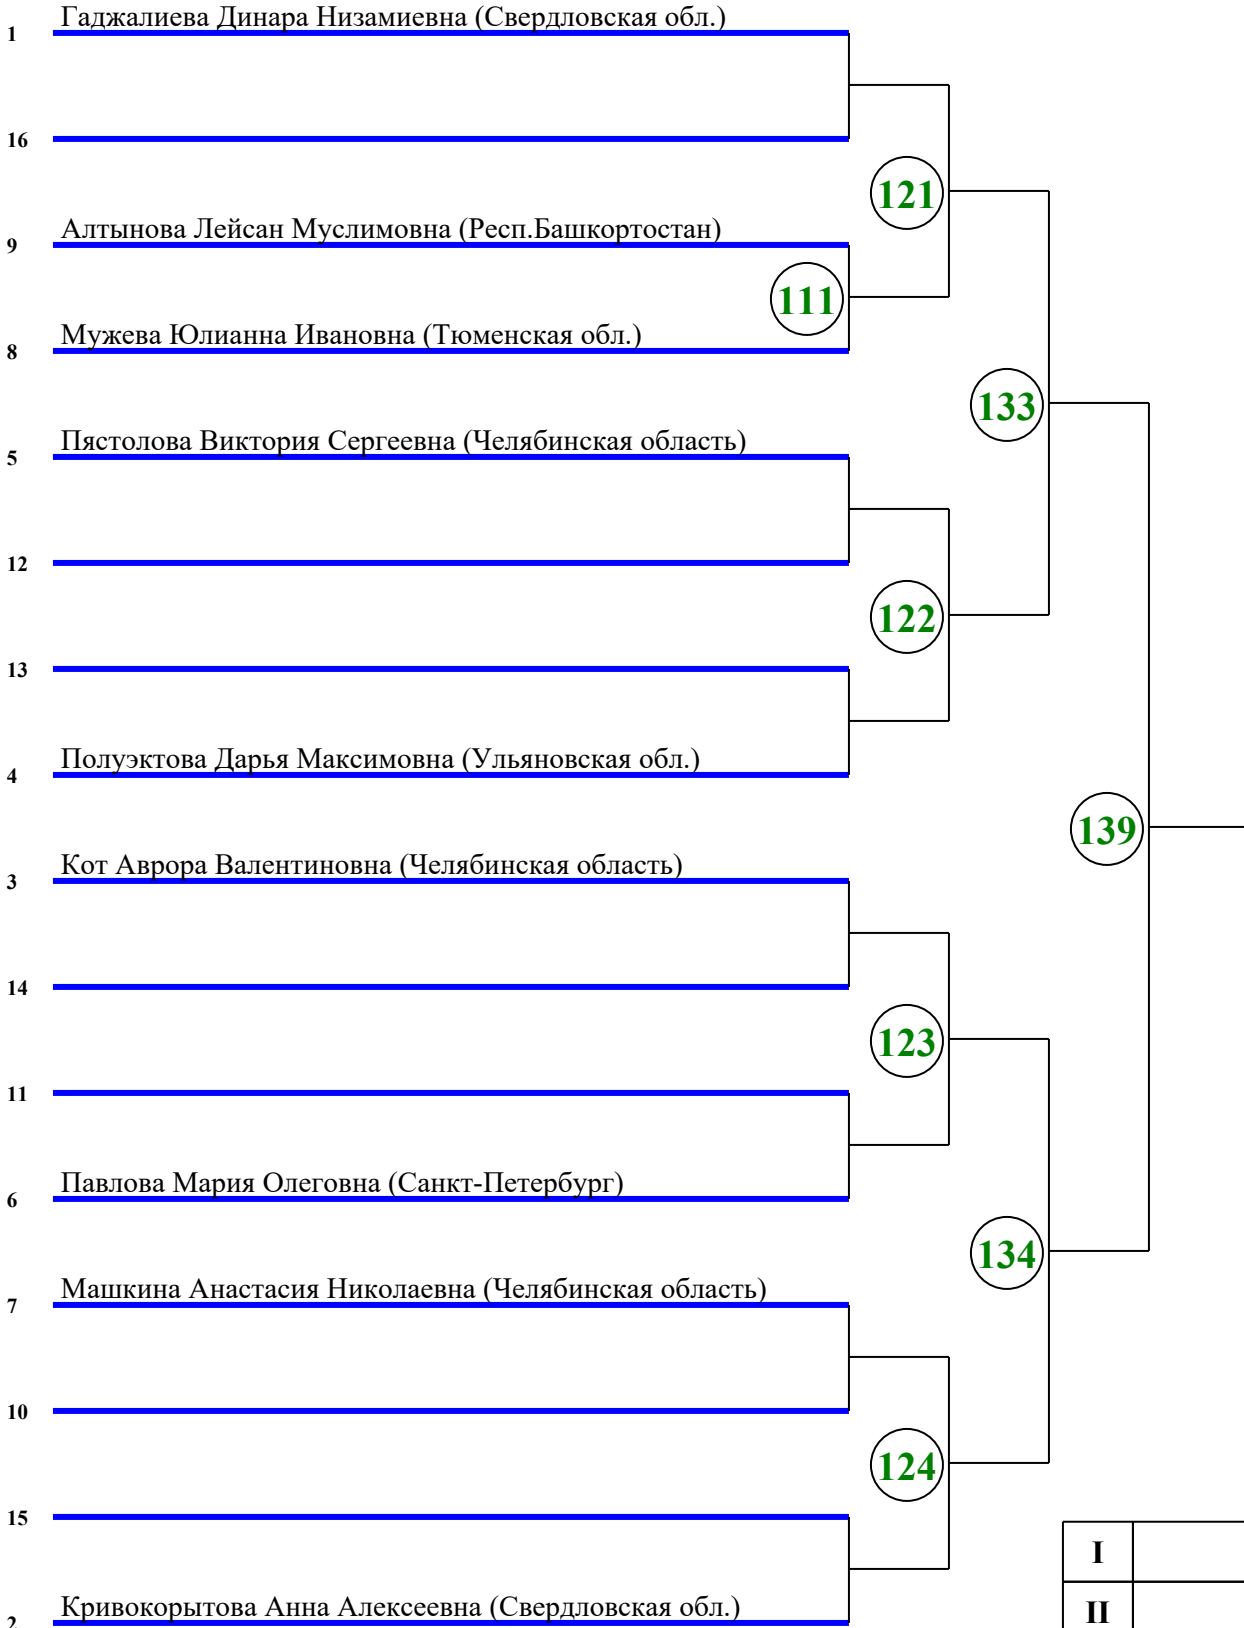 1 Гаджалиева Динара Низамиевна (Свердловская обл.)
16
121
9 Алтынова Лейсан Муслимовна (Респ.Башкортостан)
111
8 Мужева Юлианна Ивановна (Тюменская обл.)
133
5 Пястолова Виктория Сергеевна (Челябинская область)
12
122
13
4 Полуэктова Дарья Максимовна (Ульяновская обл.)
139
3 Кот Аврора Валентиновна (Челябинская область)
14
123
11
6 Павлова Мария Олеговна (Санкт-Петербург)
134
7 Машкина Анастасия Николаевна (Челябинская область)
10
124
15
I
2 Кривокорытова Анна Алексеевна (Свердловская обл.)
II